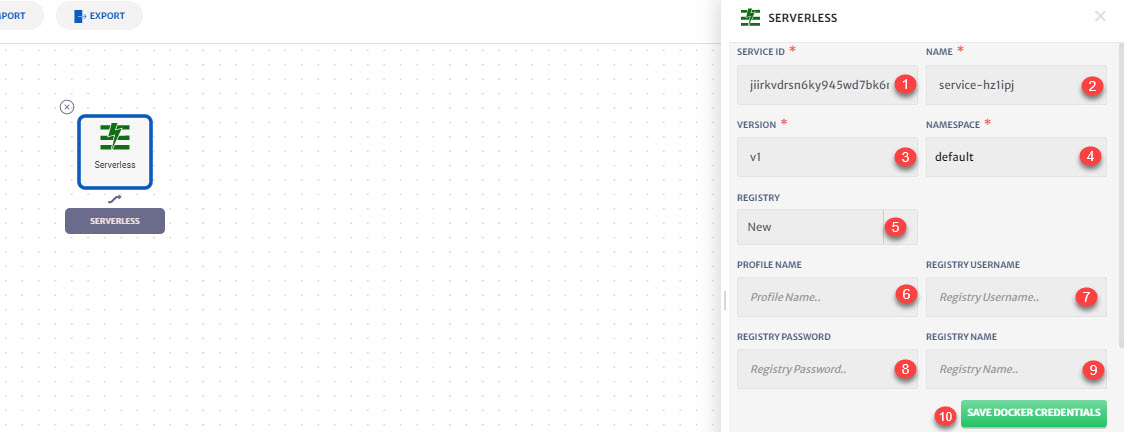 PORT
EXPORT
Serverless
SERVERLESS
SERVERLESS
SERVICE ID *
NAME *
jiirkvdrsn6ky945wd7bk6r 1
service-hz1ipj 2
VERSION *
NAMESPACE *
v1 3
default 4
REGISTRY
New 5
PROFILE NAME
REGISTRY USERNAME
Profile Name.. 6
Registry Username.. 7
REGISTRY PASSWORD
REGISTRY NAME
Registry Password.. 8
Registry Name.. 9
10 SAVE DOCKER CREDENTIALS